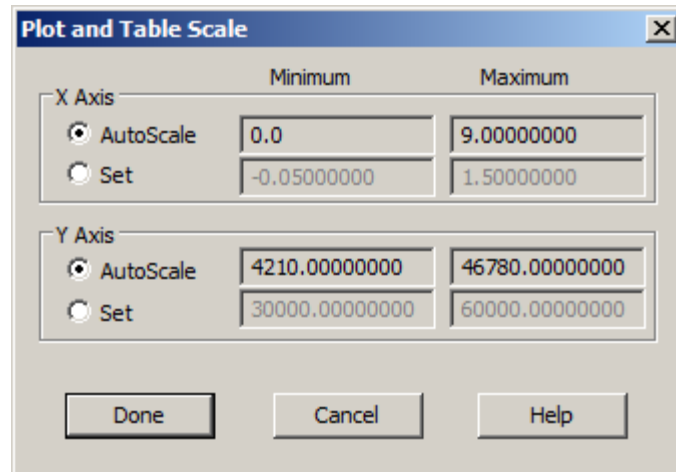 Plot and Table Scale
Minimum Maximum
X Axis
AutoScale 0.0 9.00000000
Set -0.05000000 1.50000000
Y Axis
AutoScale 4210.00000000 46780.00000000
Set 30000.00000000 60000.00000000
Done Cancel Help